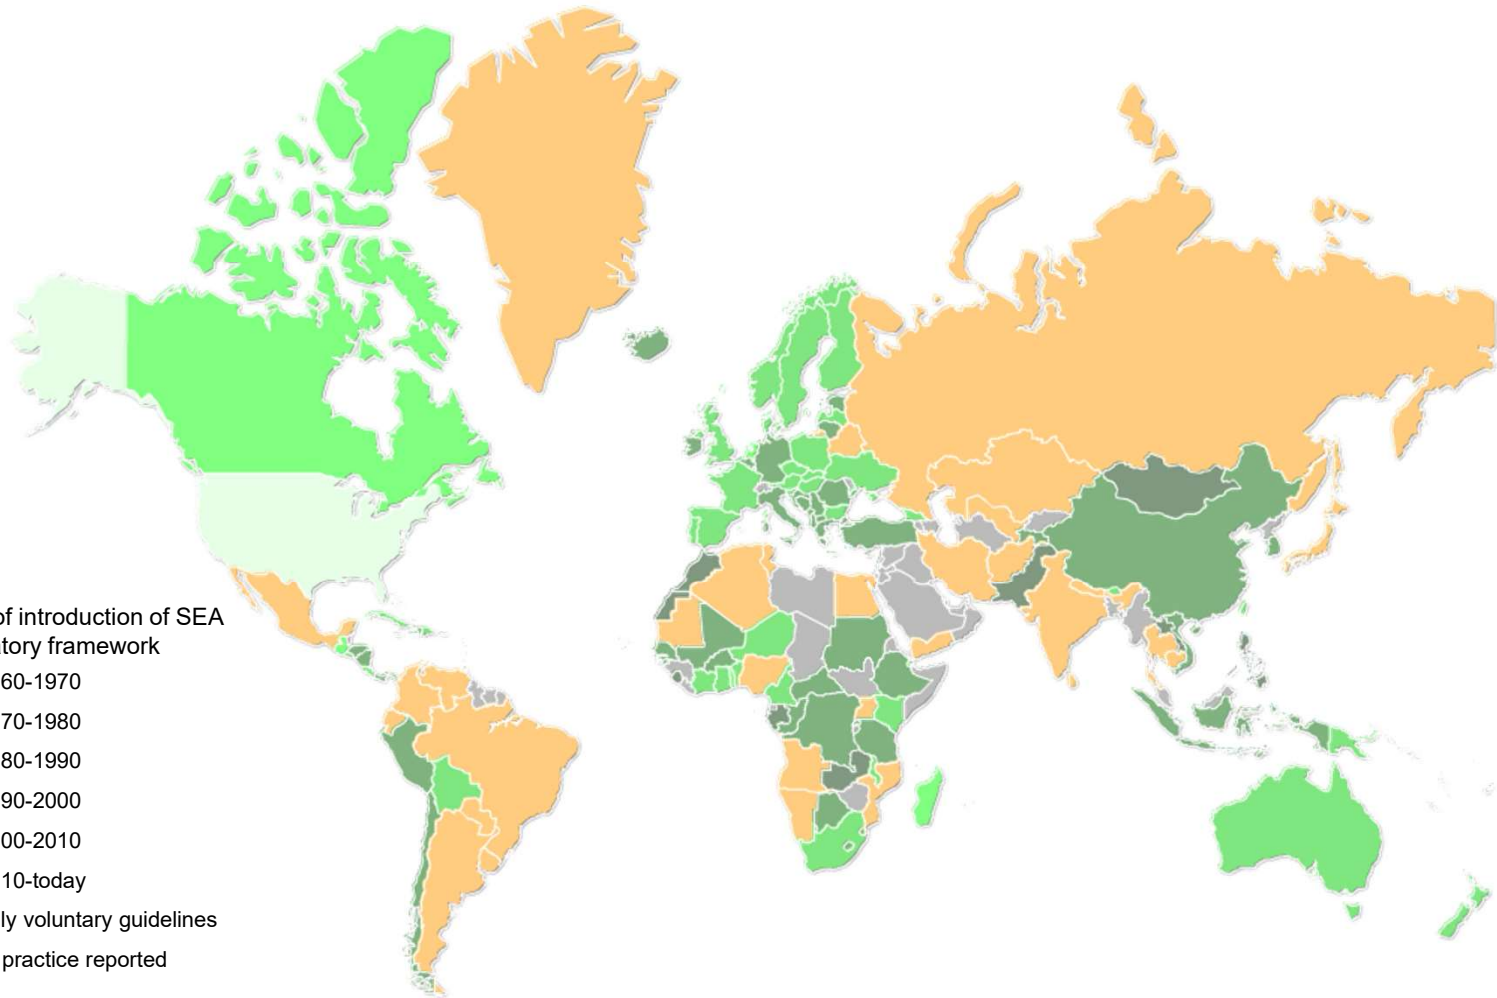 of introduction of SEA
atory framework
60-1970
70-1980
80-1990
90-2000
00-2010
10-today
ly voluntary guidelines
practice reported